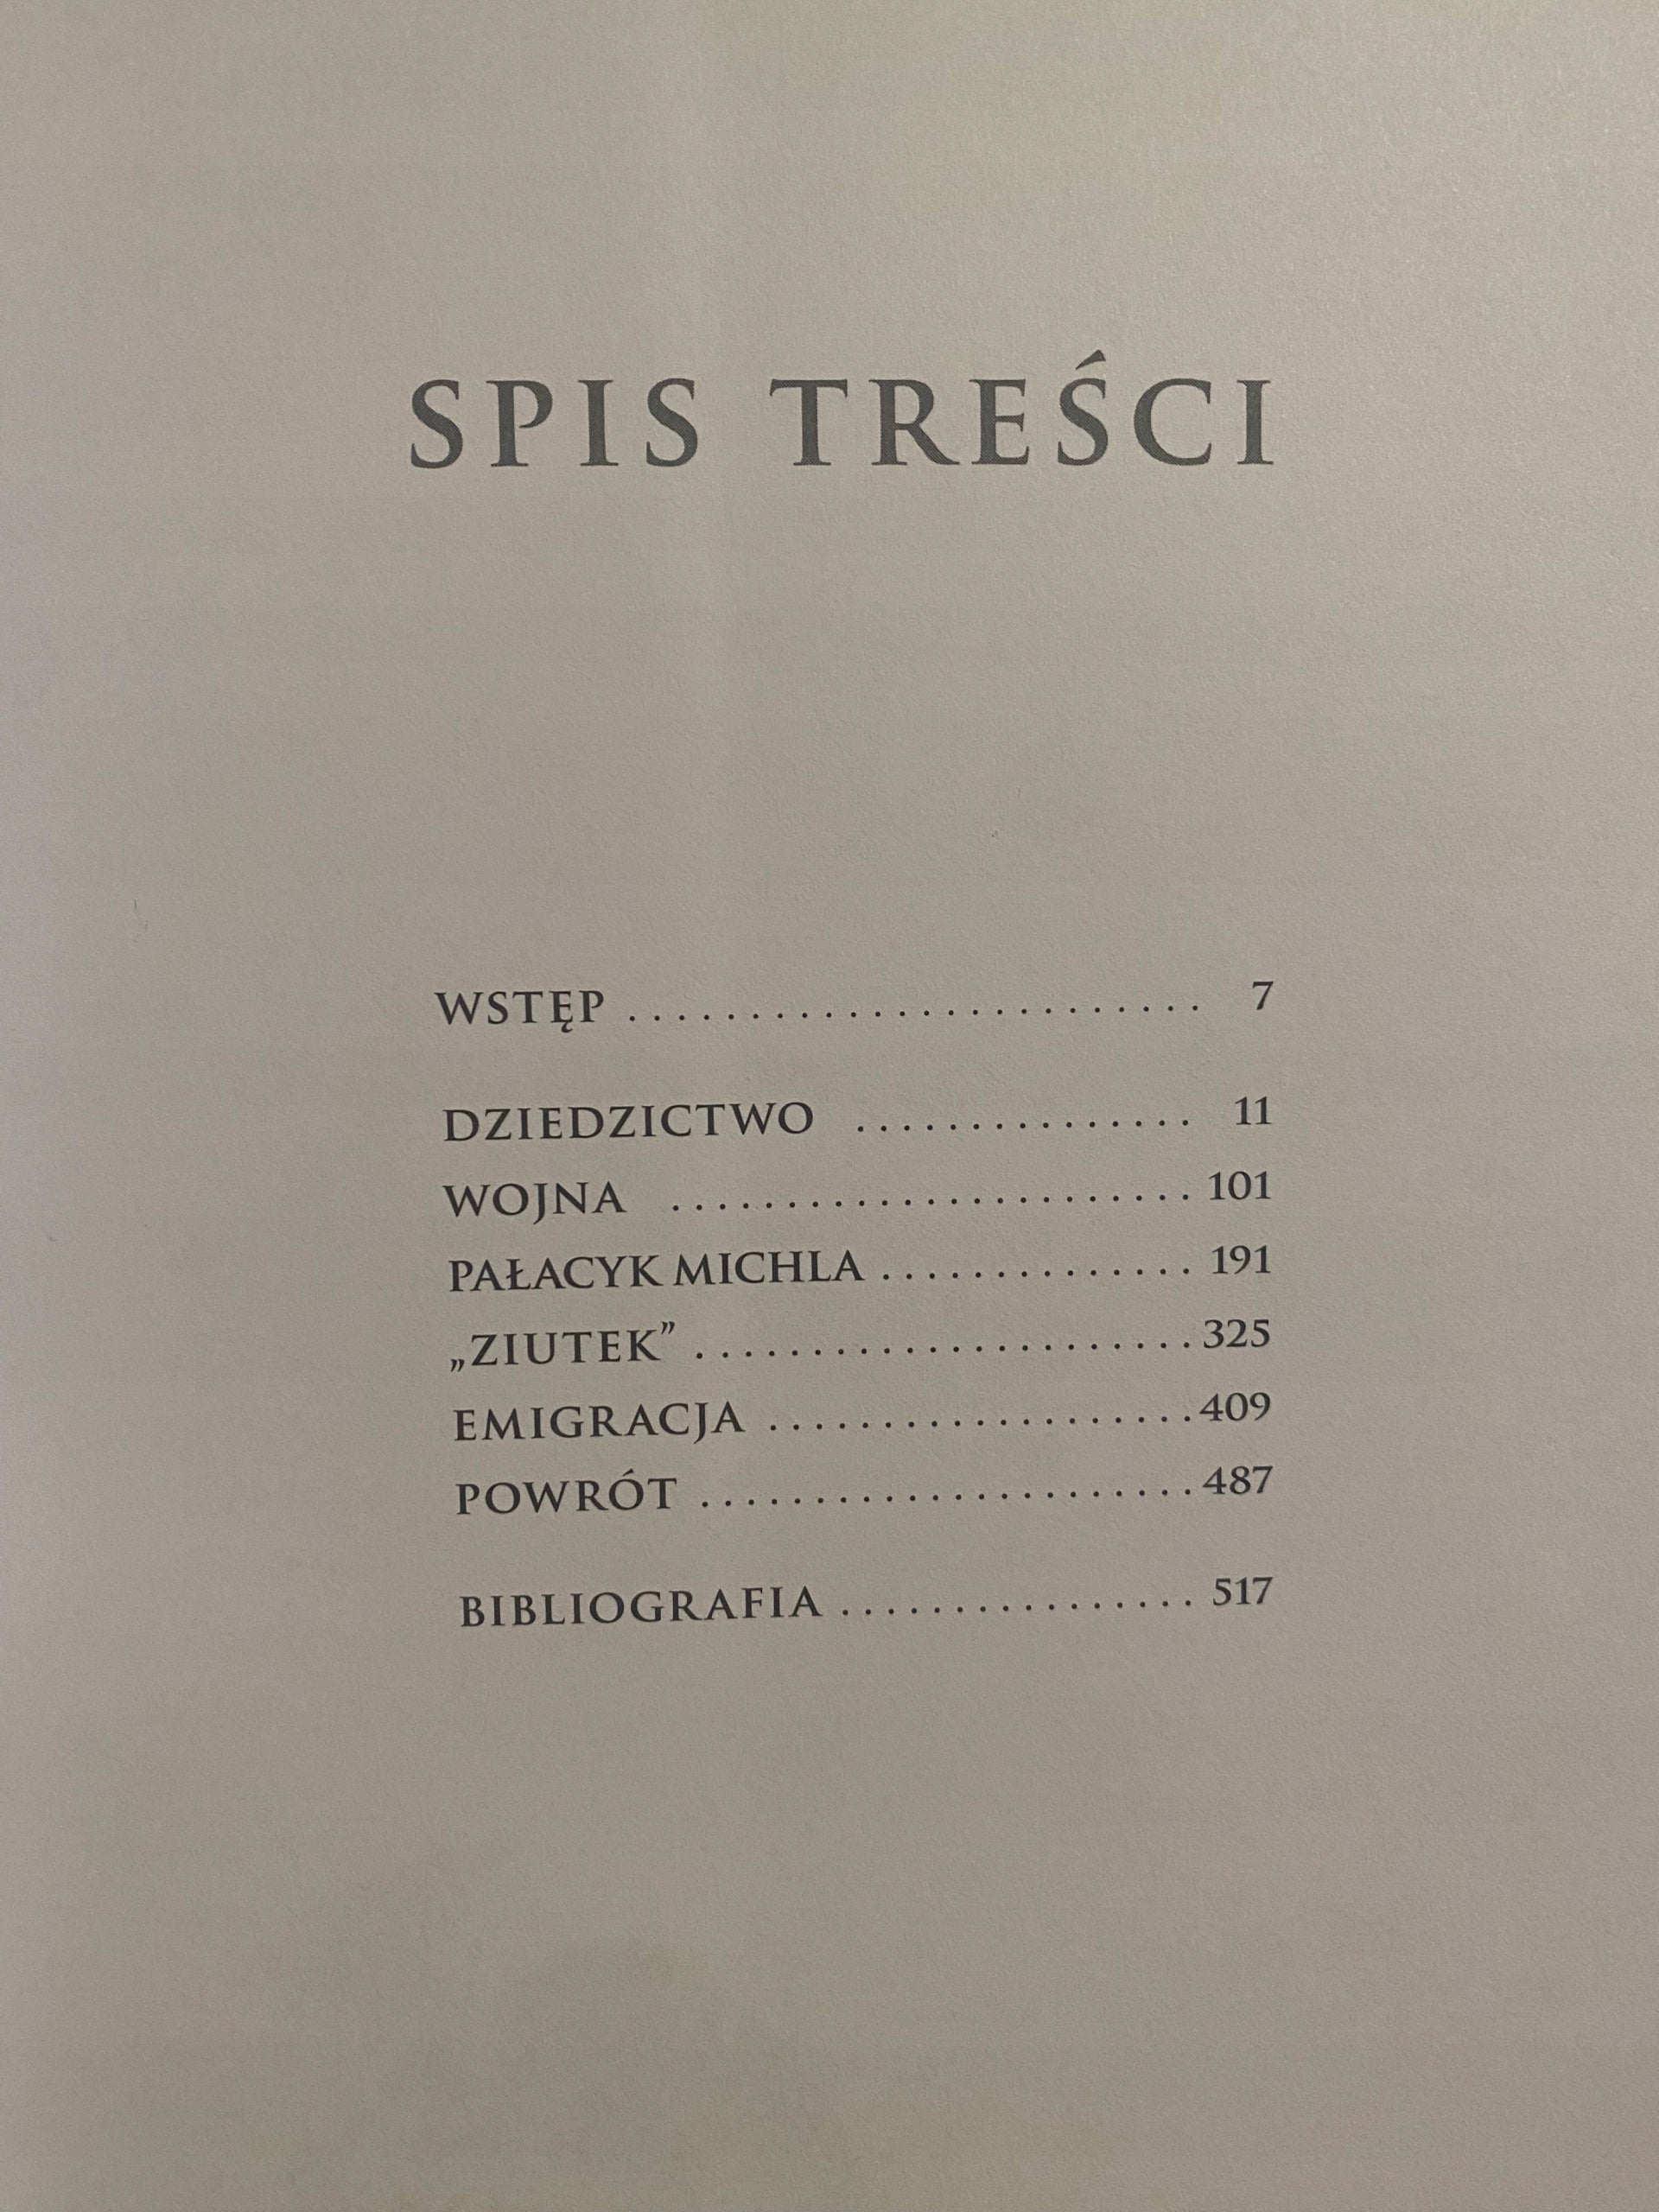 SPIS TREŚCI
WSTĘP ........................ 7
DZIEDZICTWO ............... 11
WOJNA ....................... 101
PAŁACYK MICHLA .............. 191
„ZIUTEK” ...................... 325
EMIGRACJA ................... 409
POWRÓT ...................... 487
BIBLIOGRAFIA ................ 517